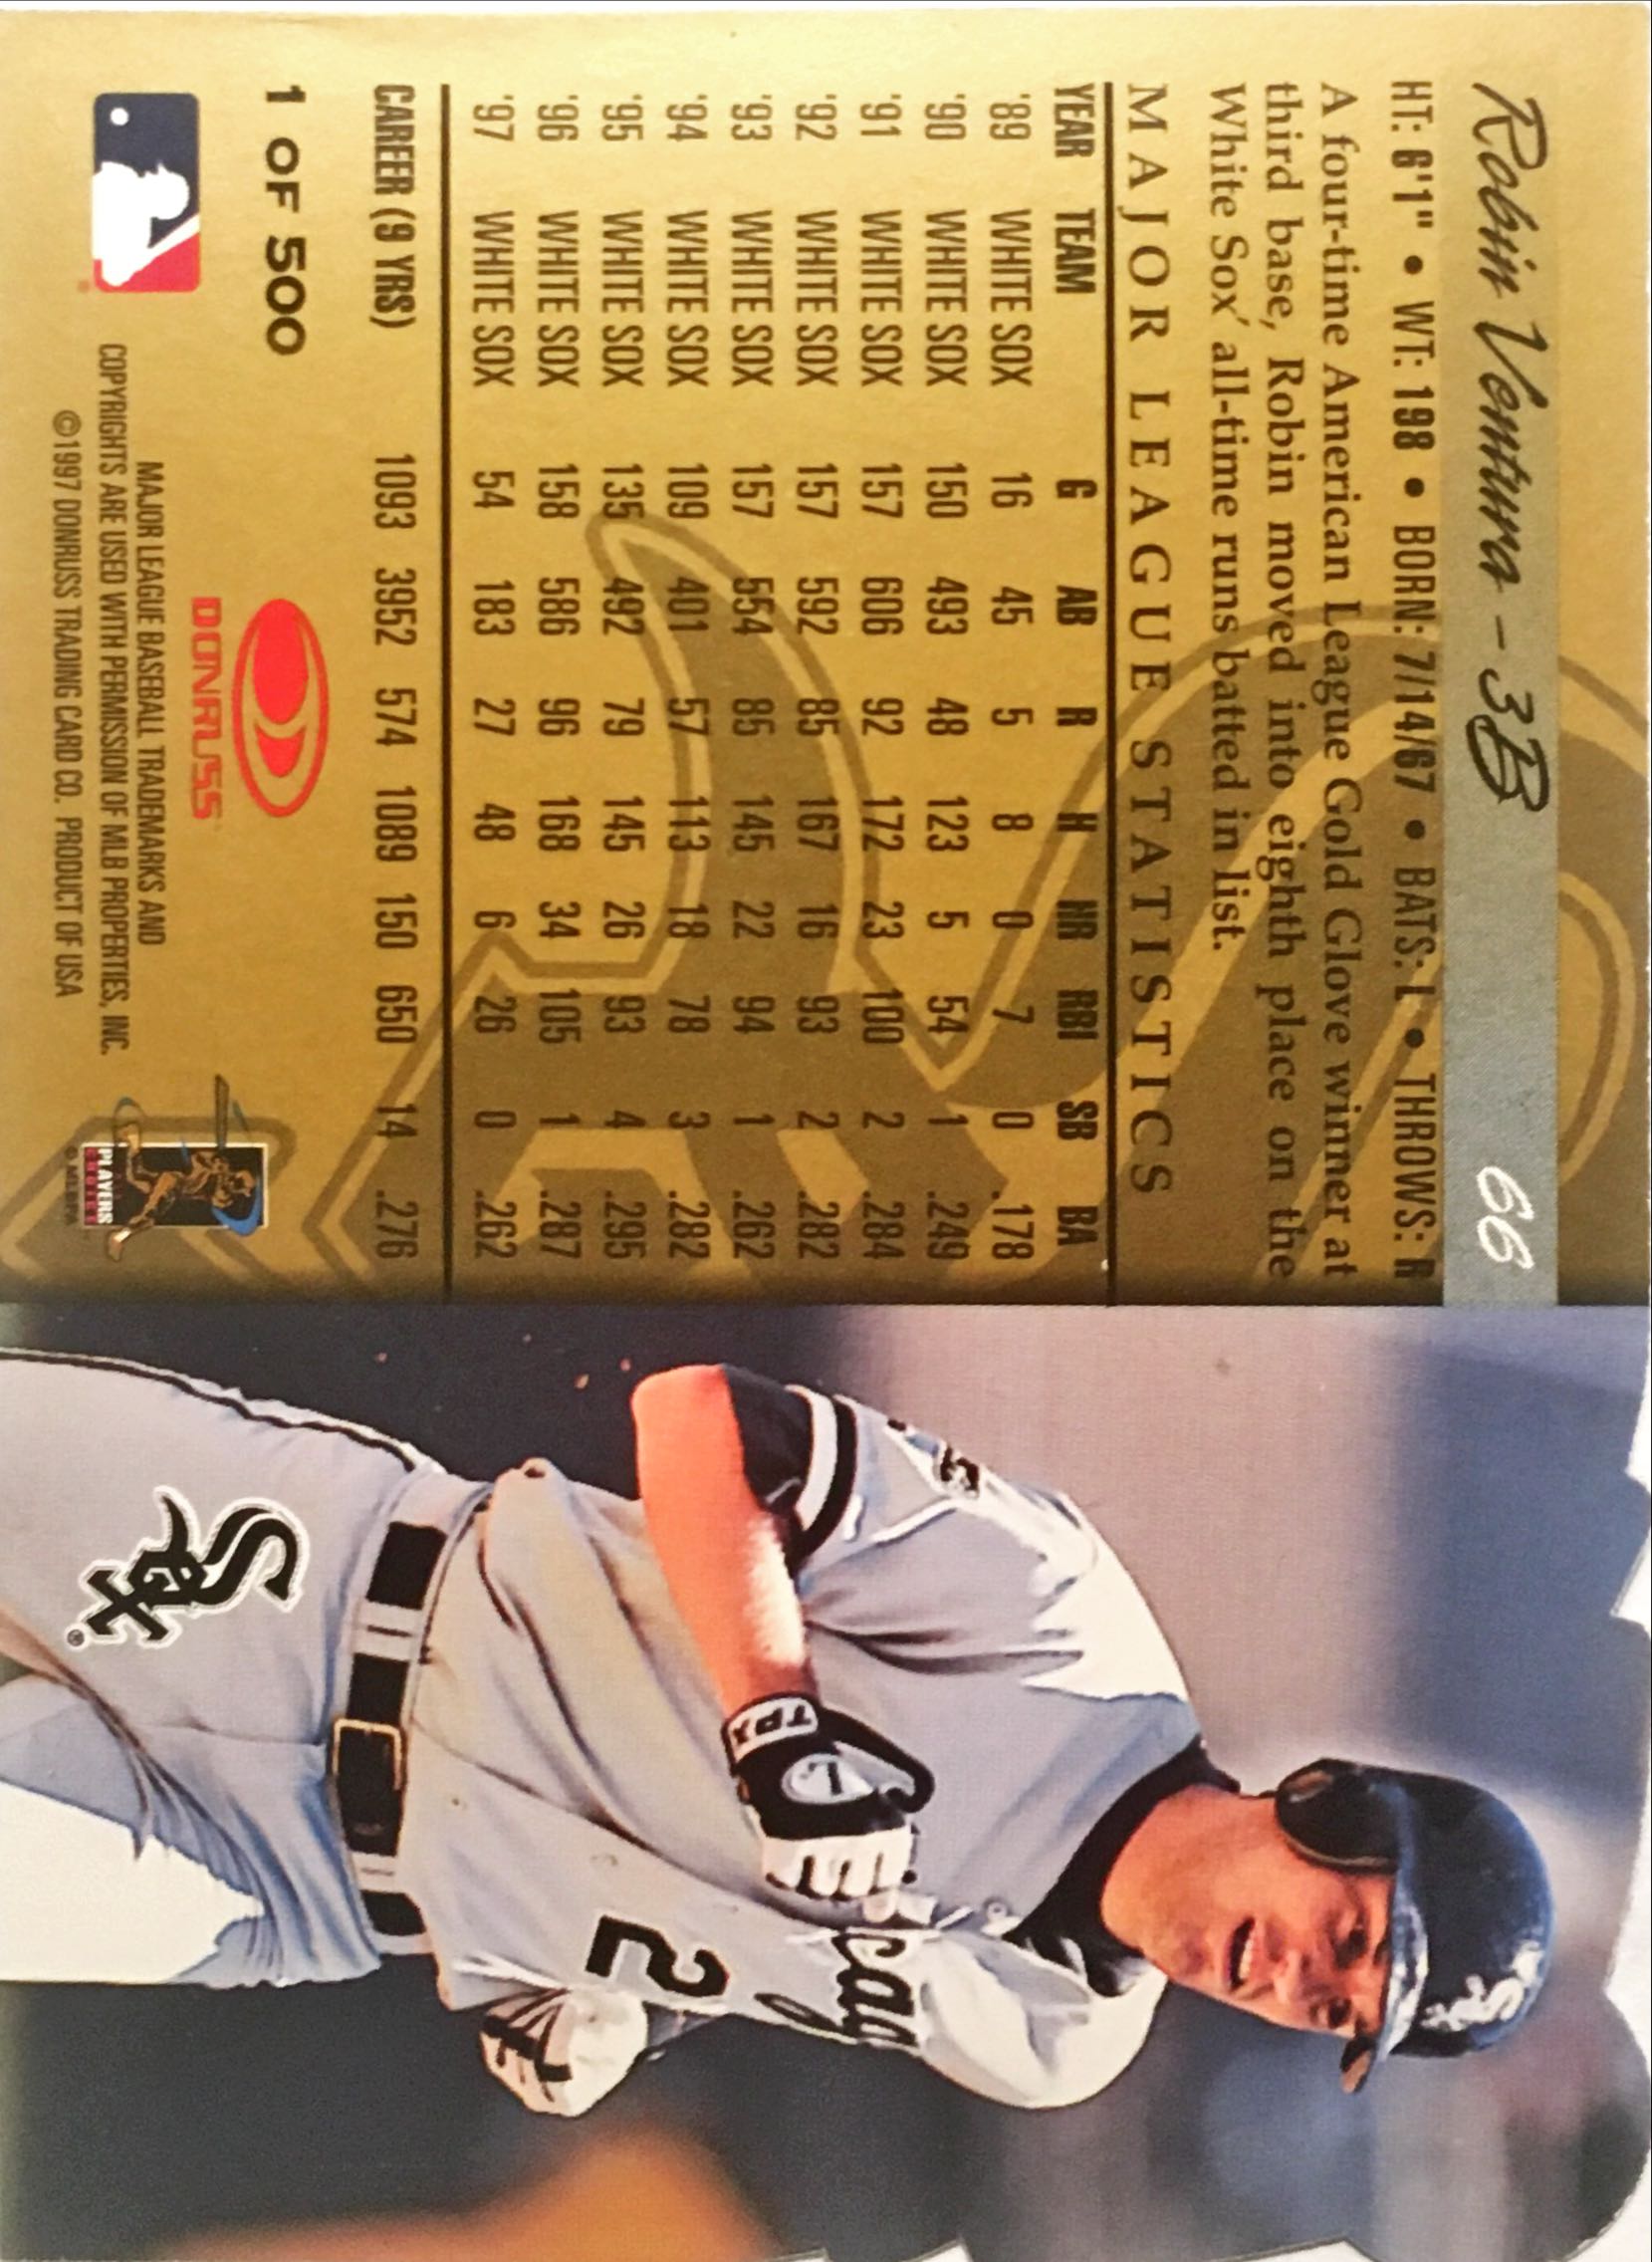 Robin Ventura - 3B 66
HT: 6'1" • WT: 198 • BORN: 7/14/67 • BATS: L • THROWS: R
A four-time American League Gold Glove winner at
third base, Robin moved into eighth place on the
White Sox' all-time runs batted in list.
MAJOR LEAGUE STATISTICS
YEAR TEAM G AB R H HR RBI SB BA
'89 WHITE SOX 16 45 5 8 0 7 0 .178
'90 WHITE SOX 150 493 48 123 5 54 1 .249
'91 WHITE SOX 157 606 92 172 23 100 2 .284
'92 WHITE SOX 157 592 85 167 16 93 2 .282
'93 WHITE SOX 157 554 85 145 22 94 1 .262
'94 WHITE SOX 109 401 57 113 18 78 3 .282
'95 WHITE SOX 135 492 79 145 26 93 4 .295
'96 WHITE SOX 158 586 96 168 34 105 1 .287
'97 WHITE SOX 54 183 27 48 6 26 0 .262
CAREER (9 YRS) 1093 3952 574 1089 150 650 14 .276
1 OF 500
DONRUSS
MAJOR LEAGUE BASEBALL TRADEMARKS AND
COPYRIGHTS ARE USED WITH PERMISSION OF MLB PROPERTIES, INC.
©1997 DONRUSS TRADING CARD CO. PRODUCT OF USA
PLAYERS
CHOICE
© MLBPA
Sox
TPX
cag
2
Sox®